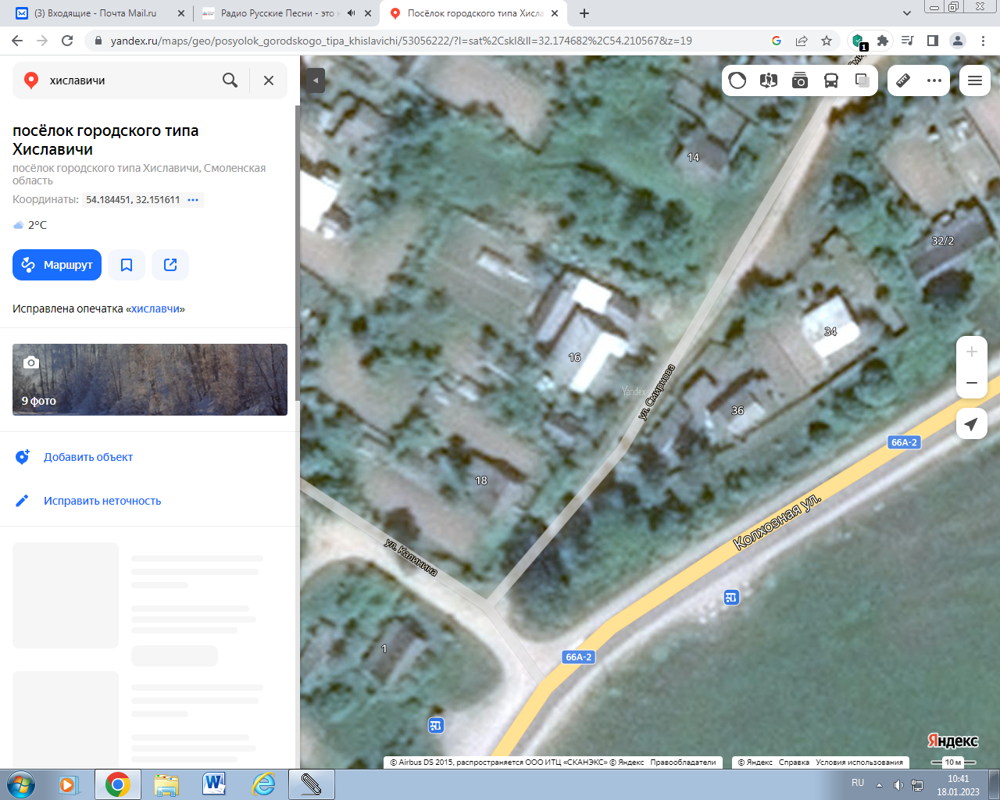 (3) Входящие - Почта Mail.ru
Радио Русские Песни - это н
Посёлок городского типа Хисла
yandex.ru/maps/geo/posyolok_gorodskogo_tipa_khislavichi/53056222/?l=sat%2Cskl&ll=32.174682%2C54.210567&z=19
1
хиславичи
посёлок городского типа
Хиславичи
посёлок городского типа Хиславичи, Смоленская
область
Координаты: 54.184451, 32.151611
2°C
Маршрут
Исправлена опечатка «хиславчи»
9 фото
Добавить объект
Исправить неточность
14
32/2
34
16
Yandex
ул. Смирнова
36
66А-2
18
Колхозная ул.
ул. Калинина
1
66А-2
Яндекс
© Airbus DS 2015, распространяется ООО ИТЦ «СКАНЭКС» © Яндекс Правообладатели
© Яндекс Справка Условия использования
10 м
RU
10:41
18.01.2023